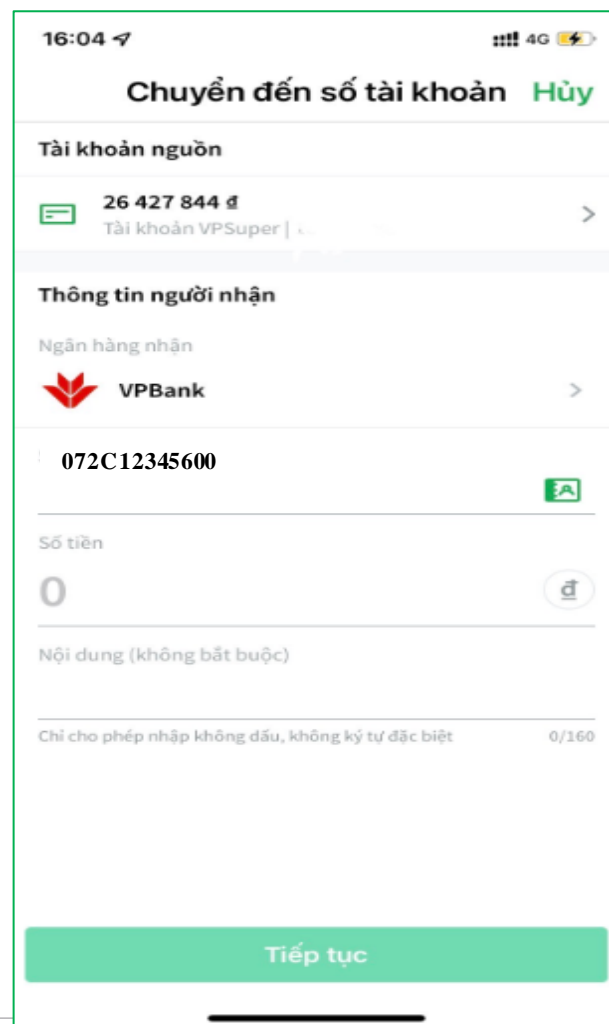 16:04 4G
Chuyển đến số tài khoản Hủy
Tài khoản nguồn
26 427 844 đ
Tài khoản VPSuper |
Thông tin người nhận
Ngân hàng nhận
VPBank
072C12345600
Số tiền
0 đ
Nội dung (không bắt buộc)
Chỉ cho phép nhập không dấu, không ký tự đặc biệt 0/160
Tiếp tục